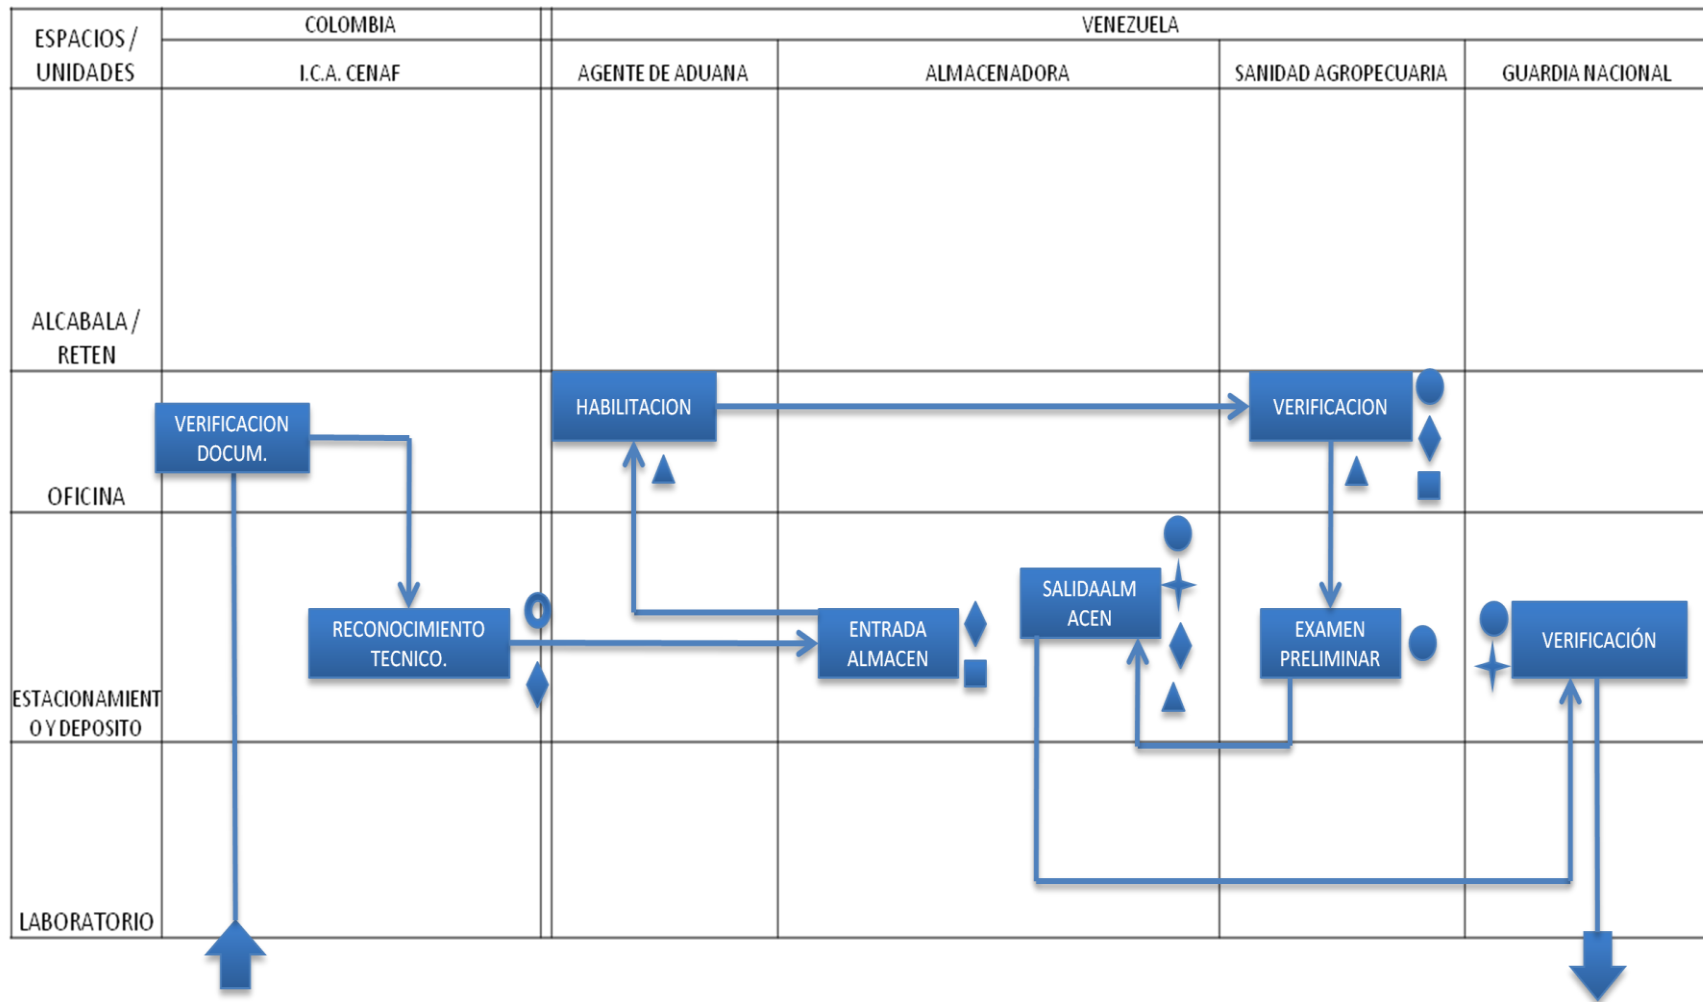 ESPACIOS /
UNIDADES
COLOMBIA
VENEZUELA
I.C.A. CENAF
AGENTE DE ADUANA
ALMACENADORA
SANIDAD AGROPECUARIA
GUARDIA NACIONAL
ALCABALA /
RETEN
HABILITACION
VERIFICACION
VERIFICACION
DOCUM.
OFICINA
SALIDAALM
ACEN
RECONOCIMIENTO
TECNICO.
ENTRADA
ALMACEN
EXAMEN
PRELIMINAR
VERIFICACIÓN
ESTACIONAMIENT
O Y DEPOSITO
LABORATORIO